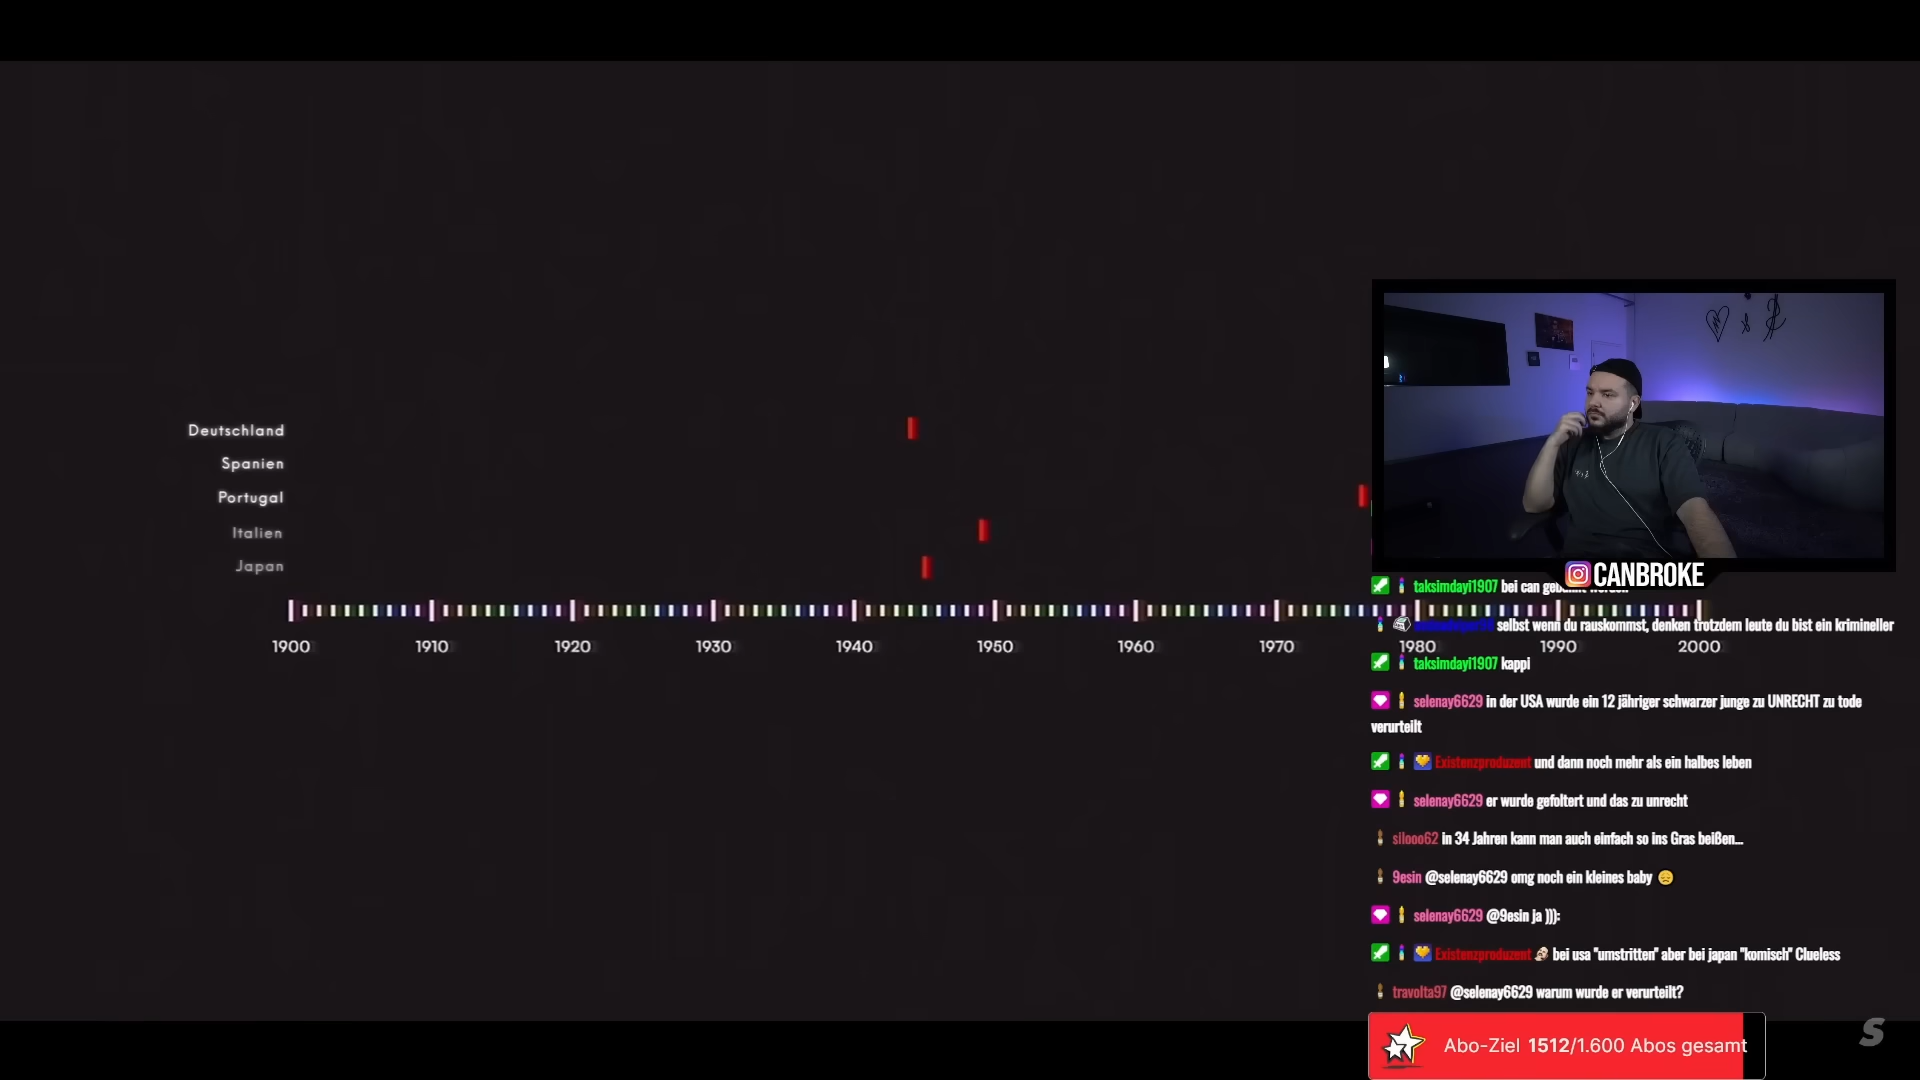 Deutschland
Spanien
Portugal
Italien
Japan
1900 1910 1920 1930 1940 1950 1960 1970 1980 1990 2000
CANBROKE
taksimdayi1907 bei can
selbst wenn du rauskommst, denken trotzdem leute du bist ein krimineller
taksimdayi1907 kappi
selenay6629 in der USA wurde ein 12 jähriger schwarzer junge zu UNRECHT zu tode
verurteilt
Existenzproduzent und dann noch mehr als ein halbes leben
selenay6629 er wurde gefoltert und das zu unrecht
silooo62 in 34 Jahren kann man auch einfach so ins Gras beißen...
9esin @selenay6629 omg noch ein kleines baby
selenay6629 @9esin ja ))):
Existenzproduzent bei usa "umstritten" aber bei japan "komisch" Clueless
travolta97 @selenay6629 warum wurde er verurteilt?
Abo-Ziel 1512/1.600 Abos gesamt
S